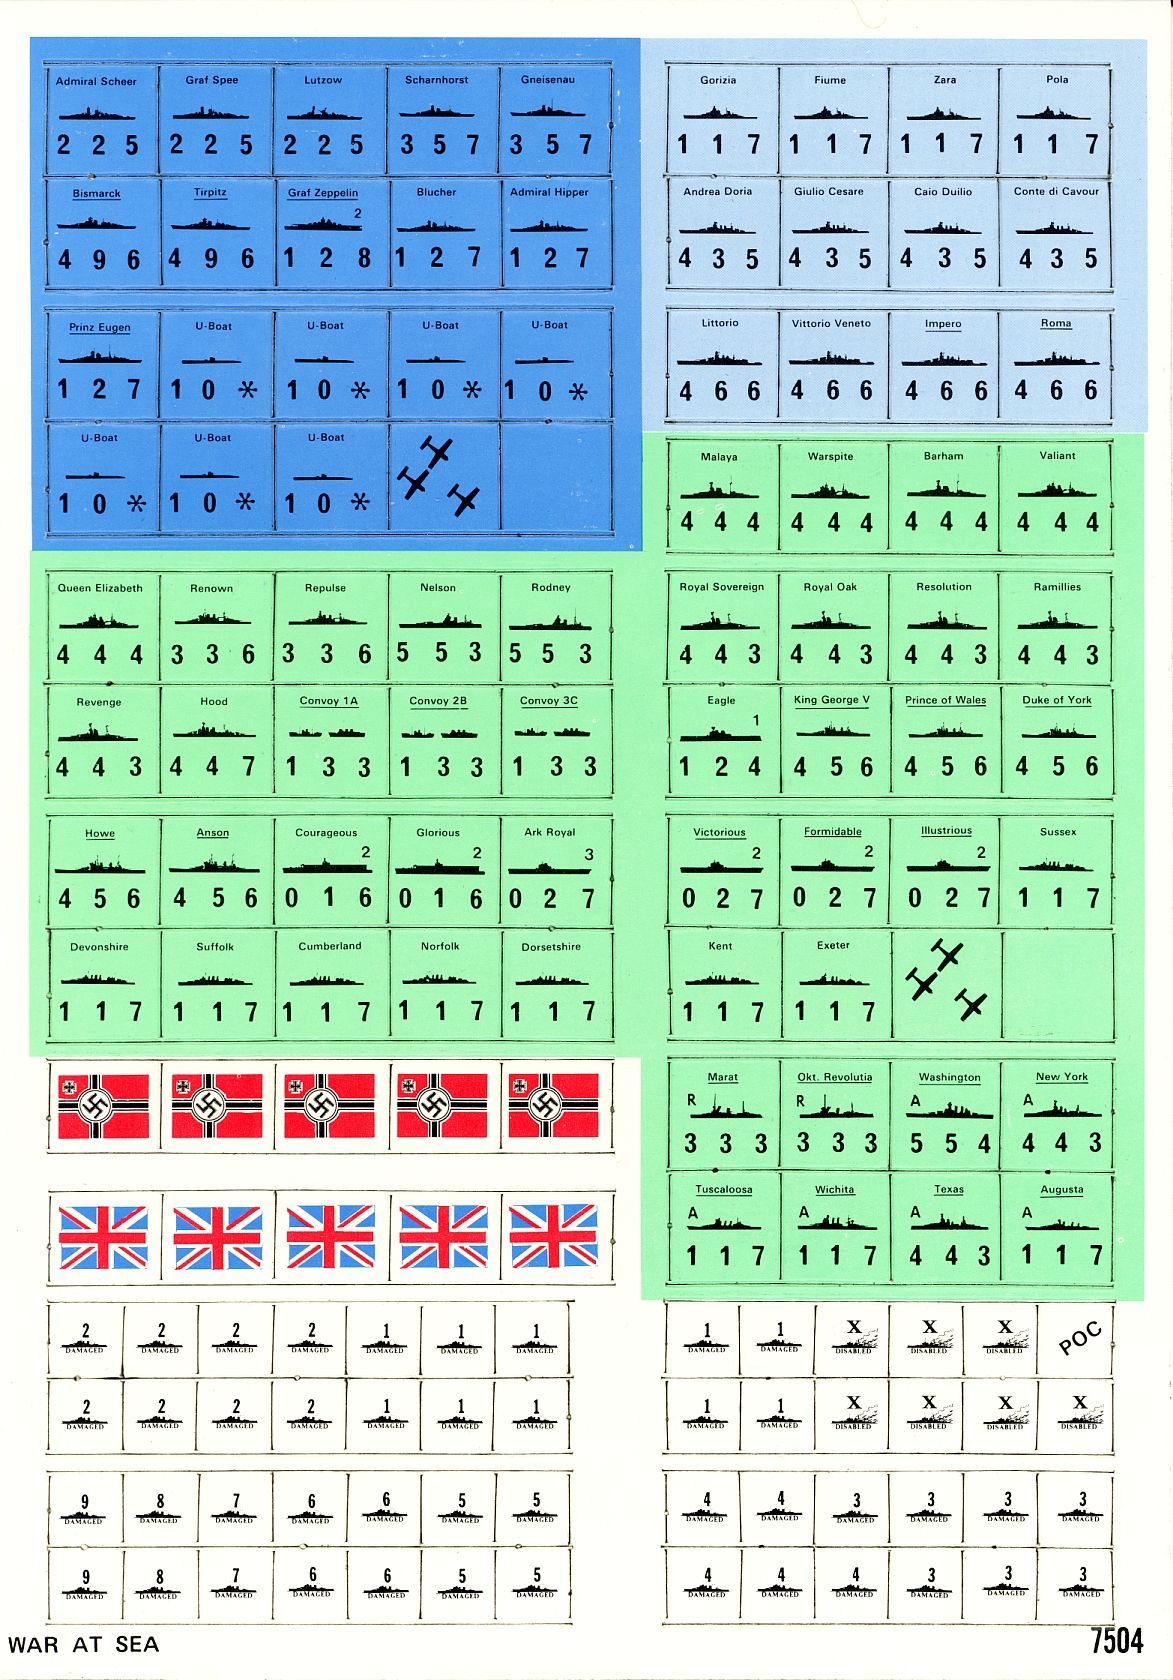 Admiral Scheer Graf Spee Lutzow Scharnhorst Gneisenau
2 2 5 2 2 5 2 2 5 3 5 7 3 5 7
Bismarck Tirpitz Graf Zeppelin Blucher Admiral Hipper
2
4 9 6 4 9 6 1 2 8 1 2 7 1 2 7
Prinz Eugen U-Boat U-Boat U-Boat U-Boat
1 2 7 1 0 * 1 0 * 1 0 * 1 0 *
U-Boat U-Boat U-Boat
1 0 * 1 0 * 1 0 *
Gorizia Fiume Zara Pola
1 1 7 1 1 7 1 1 7 1 1 7
Andrea Doria Giulio Cesare Caio Duilio Conte di Cavour
4 3 5 4 3 5 4 3 5 4 3 5
Littorio Vittorio Veneto Impero Roma
4 6 6 4 6 6 4 6 6 4 6 6
Malaya Warspite Barham Valiant
4 4 4 4 4 4 4 4 4 4 4 4
Queen Elizabeth Renown Repulse Nelson Rodney
4 4 4 3 3 6 3 3 6 5 5 3 5 5 3
Revenge Hood Convoy 1A Convoy 2B Convoy 3C
4 4 3 4 4 7 1 3 3 1 3 3 1 3 3
Howe Anson Courageous Glorious Ark Royal
2 2 3
4 5 6 4 5 6 0 1 6 0 1 6 0 2 7
Devonshire Suffolk Cumberland Norfolk Dorsetshire
1 1 7 1 1 7 1 1 7 1 1 7 1 1 7
Royal Sovereign Royal Oak Resolution Ramillies
4 4 3 4 4 3 4 4 3 4 4 3
Eagle King George V Prince of Wales Duke of York
1
1 2 4 4 5 6 4 5 6 4 5 6
Victorious Formidable Illustrious Sussex
2 2 2
0 2 7 0 2 7 0 2 7 1 1 7
Kent Exeter
1 1 7 1 1 7
Marat Okt. Revolutia Washington New York
R R A A
3 3 3 3 3 3 5 5 4 4 4 3
Tuscaloosa Wichita Texas Augusta
A A A A
1 1 7 1 1 7 4 4 3 1 1 7
2 2 2 2 1 1 1
DAMAGED DAMAGED DAMAGED DAMAGED DAMAGED DAMAGED DAMAGED
2 2 2 2 1 1 1
DAMAGED DAMAGED DAMAGED DAMAGED DAMAGED DAMAGED DAMAGED
1 1 X X X POC
DAMAGED DAMAGED DISABLED DISABLED DISABLED
1 1 X X X X
DAMAGED DAMAGED DISABLED DISABLED DISABLED DISABLED
9 8 7 6 6 5 5
DAMAGED DAMAGED DAMAGED DAMAGED DAMAGED DAMAGED DAMAGED
9 8 7 6 6 5 5
DAMAGED DAMAGED DAMAGED DAMAGED DAMAGED DAMAGED DAMAGED
4 4 3 3 3 3
DAMAGED DAMAGED DAMAGED DAMAGED DAMAGED DAMAGED
4 4 4 3 3 3
DAMAGED DAMAGED DAMAGED DAMAGED DAMAGED DAMAGED
WAR AT SEA 7504